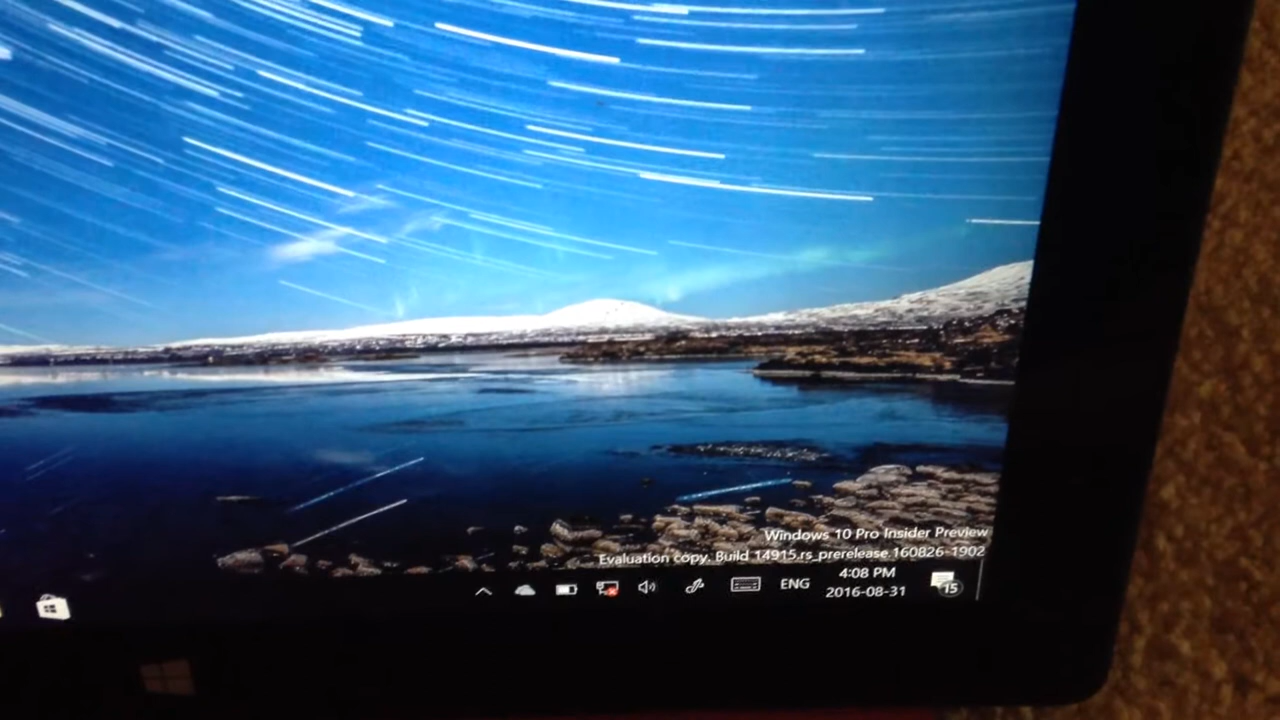 Windows 10 Pro Insider Preview
Evaluation copy. Build 14915.rs_prerelease.160826-1902
ENG
4:08 PM
2016-08-31
15